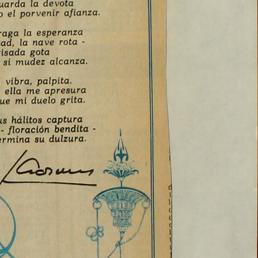 uarda la devota
o el porvenir afianza.
raga la esperanza
ad, la nave rota -
isada gota
si mudez alcanza.
vibra, palpita.
ella me apresura
ue mi duelo grita.
us hálitos captura
- floración bendita -
ermina su dulzura.